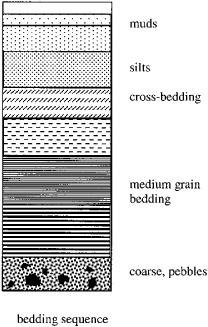 muds
silts
cross-bedding
medium grain
bedding
coarse, pebbles
bedding sequence